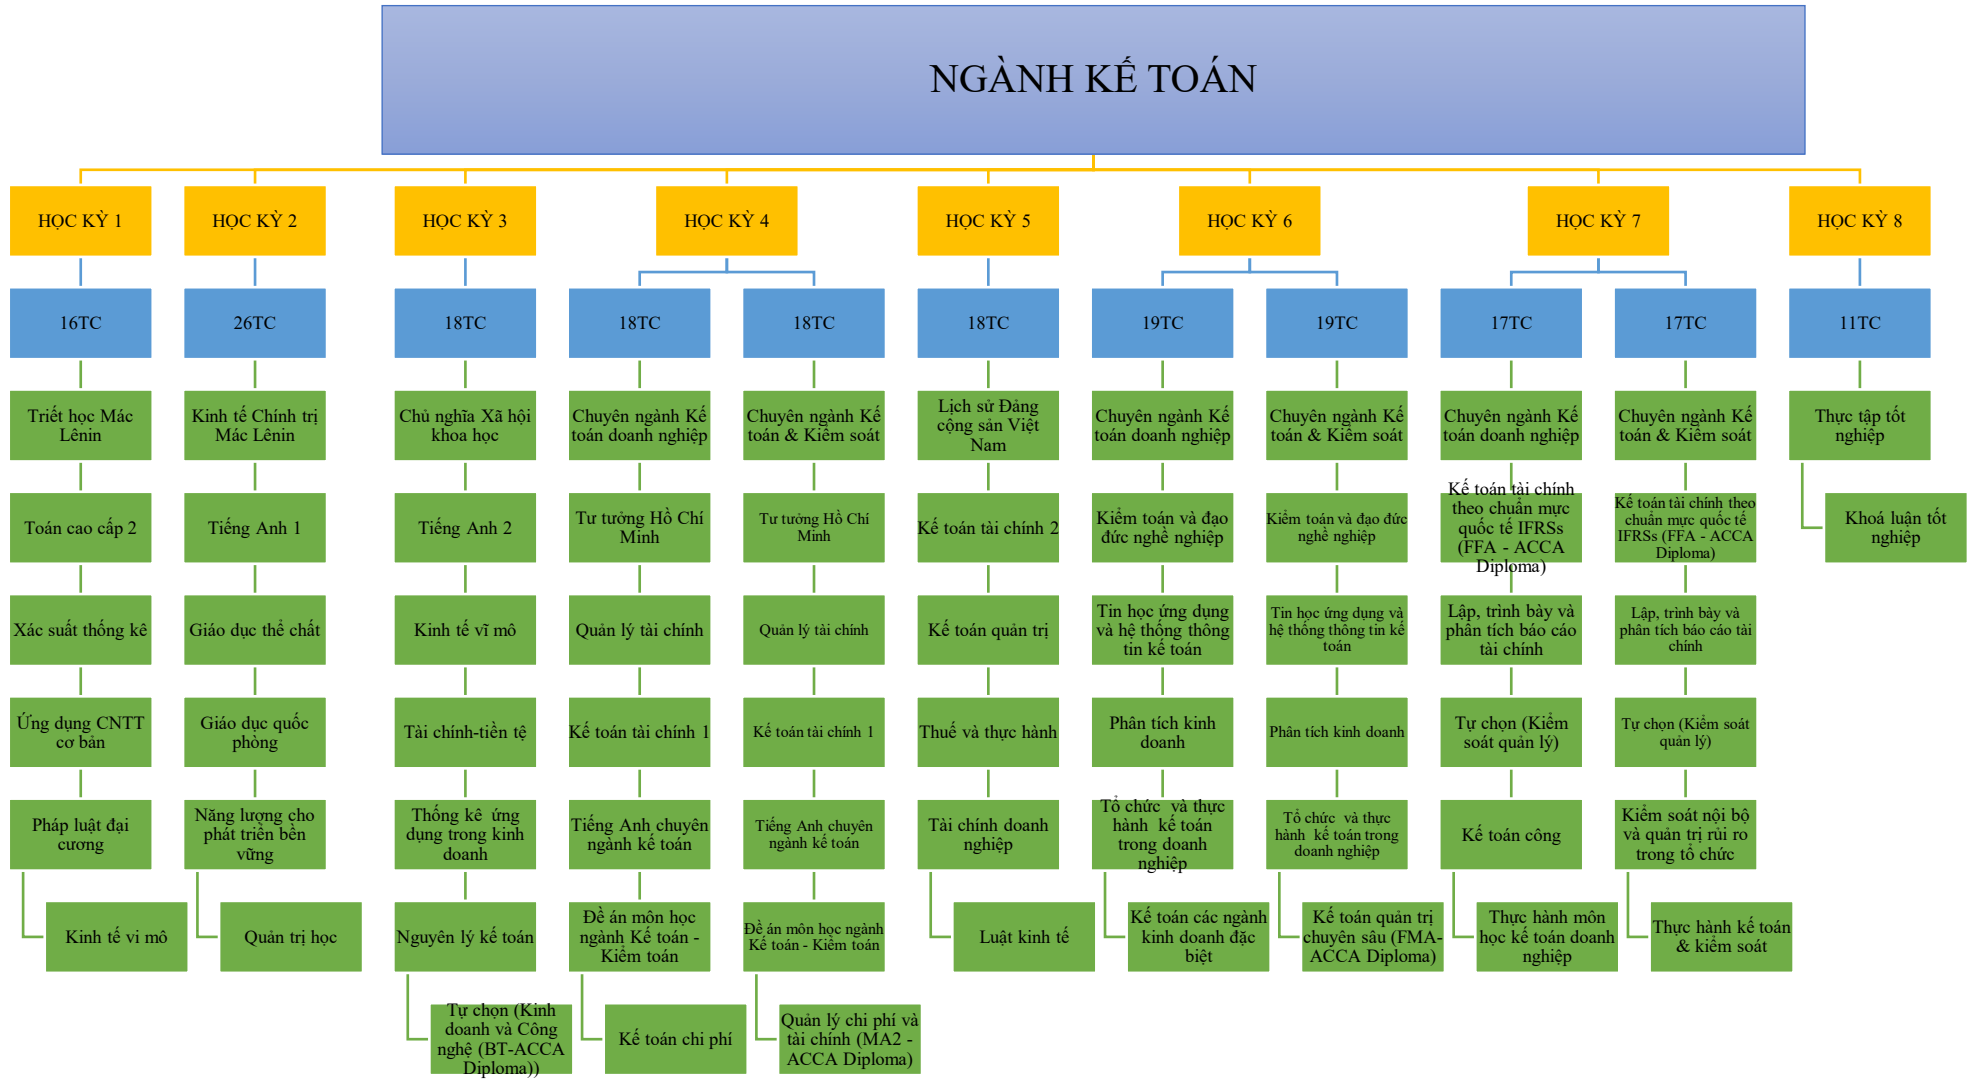 NGÀNH KẾ TOÁN
HỌC KỲ 1
16TC
Triết học Mác
Lênin
Toán cao cấp 2
Xác suất thống kê
Ứng dụng CNTT
cơ bản
Pháp luật đại
cương
Kinh tế vi mô
HỌC KỲ 2
26TC
Kinh tế Chính trị
Mác Lênin
Tiếng Anh 1
Giáo dục thể chất
Giáo dục quốc
phòng
Năng lượng cho
phát triển bền
vững
Quản trị học
HỌC KỲ 3
18TC
Chủ nghĩa Xã hội
khoa học
Tiếng Anh 2
Kinh tế vĩ mô
Tài chính-tiền tệ
Thống kê ứng
dụng trong kinh
doanh
Nguyên lý kế toán
Tự chọn (Kinh
doanh và Công
nghệ (BT-ACCA
Diploma))
HỌC KỲ 4
18TC
Chuyên ngành Kế
toán doanh nghiệp
Tư tưởng Hồ Chí
Minh
Quản lý tài chính
Kế toán tài chính 1
Tiếng Anh chuyên
ngành kế toán
Đề án môn học
ngành Kế toán -
Kiểm toán
Kế toán chi phí
18TC
Chuyên ngành Kế
toán & Kiểm soát
Tư tưởng Hồ Chí
Minh
Quản lý tài chính
Kế toán tài chính 1
Tiếng Anh chuyên
ngành kế toán
Đề án môn học ngành
Kế toán - Kiểm toán
Quản lý chi phí và
tài chính (MA2 -
ACCA Diploma)
HỌC KỲ 5
18TC
Lịch sử Đảng
cộng sản Việt
Nam
Kế toán tài chính 2
Kế toán quản trị
Thuế và thực hành
Tài chính doanh
nghiệp
Luật kinh tế
HỌC KỲ 6
19TC
Chuyên ngành Kế
toán doanh nghiệp
Kiểm toán và đạo
đức nghề nghiệp
Tin học ứng dụng
và hệ thống thông
tin kế toán
Phân tích kinh
doanh
Tổ chức và thực
hành kế toán
trong doanh
nghiệp
Kế toán các ngành
kinh doanh đặc
biệt
19TC
Chuyên ngành Kế
toán & Kiểm soát
Kiểm toán và đạo đức
nghề nghiệp
Tin học ứng dụng và
hệ thống thông tin kế
toán
Phân tích kinh doanh
Tổ chức và thực
hành kế toán trong
doanh nghiệp
Kế toán quản trị
chuyên sâu (FMA-
ACCA Diploma)
HỌC KỲ 7
17TC
Chuyên ngành Kế
toán doanh nghiệp
Kế toán tài chính
theo chuẩn mực
quốc tế IFRSs
(FFA - ACCA
Diploma)
Lập, trình bày và
phân tích báo cáo
tài chính
Tự chọn (Kiểm
soát quản lý)
Kế toán công
Thực hành môn
học kế toán doanh
nghiệp
17TC
Chuyên ngành Kế
toán & Kiểm soát
Kế toán tài chính theo
chuẩn mực quốc tế
IFRSs (FFA - ACCA
Diploma)
Lập, trình bày và
phân tích báo cáo tài
chính
Tự chọn (Kiểm soát
quản lý)
Kiểm soát nội bộ
và quản trị rủi ro
trong tổ chức
Thực hành kế toán
& kiểm soát
HỌC KỲ 8
11TC
Thực tập tốt
nghiệp
Khoá luận tốt
nghiệp